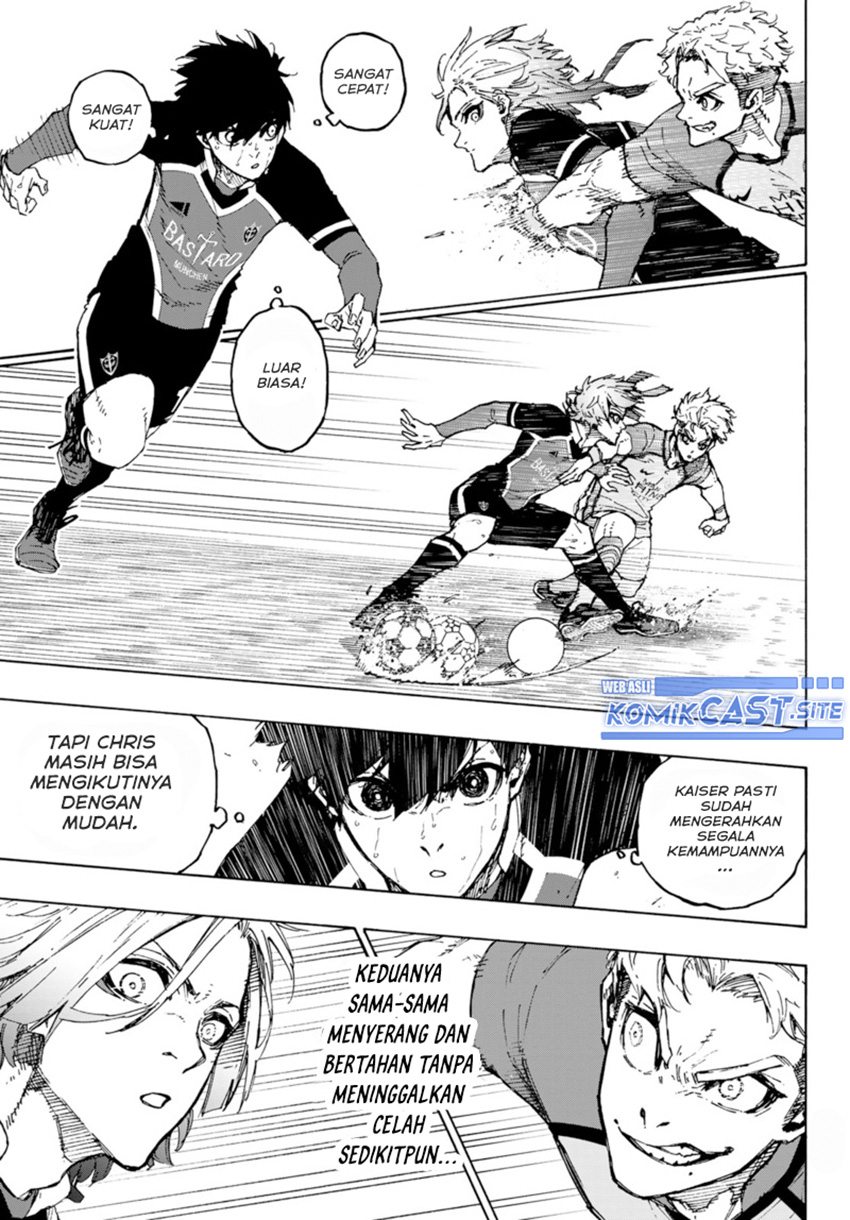 SANGAT
CEPAT!
SANGAT
KUAT!
BASTARD
MÜNCHEN
LUAR
BIASA!
BASTARD
WEB ASLI
KOMIKCAST.SITE
KAISER PASTI
SUDAH
MENGERAHKAN
SEGALA
KEMAMPUANNYA
...
TAPI CHRIS
MASIH BISA
MENGIKUTINYA
DENGAN
MUDAH.
KEDUANYA
SAMA-SAMA
MENYERANG DAN
BERTAHAN TANPA
MENINGGALKAN
CELAH
SEDIKITPUN...